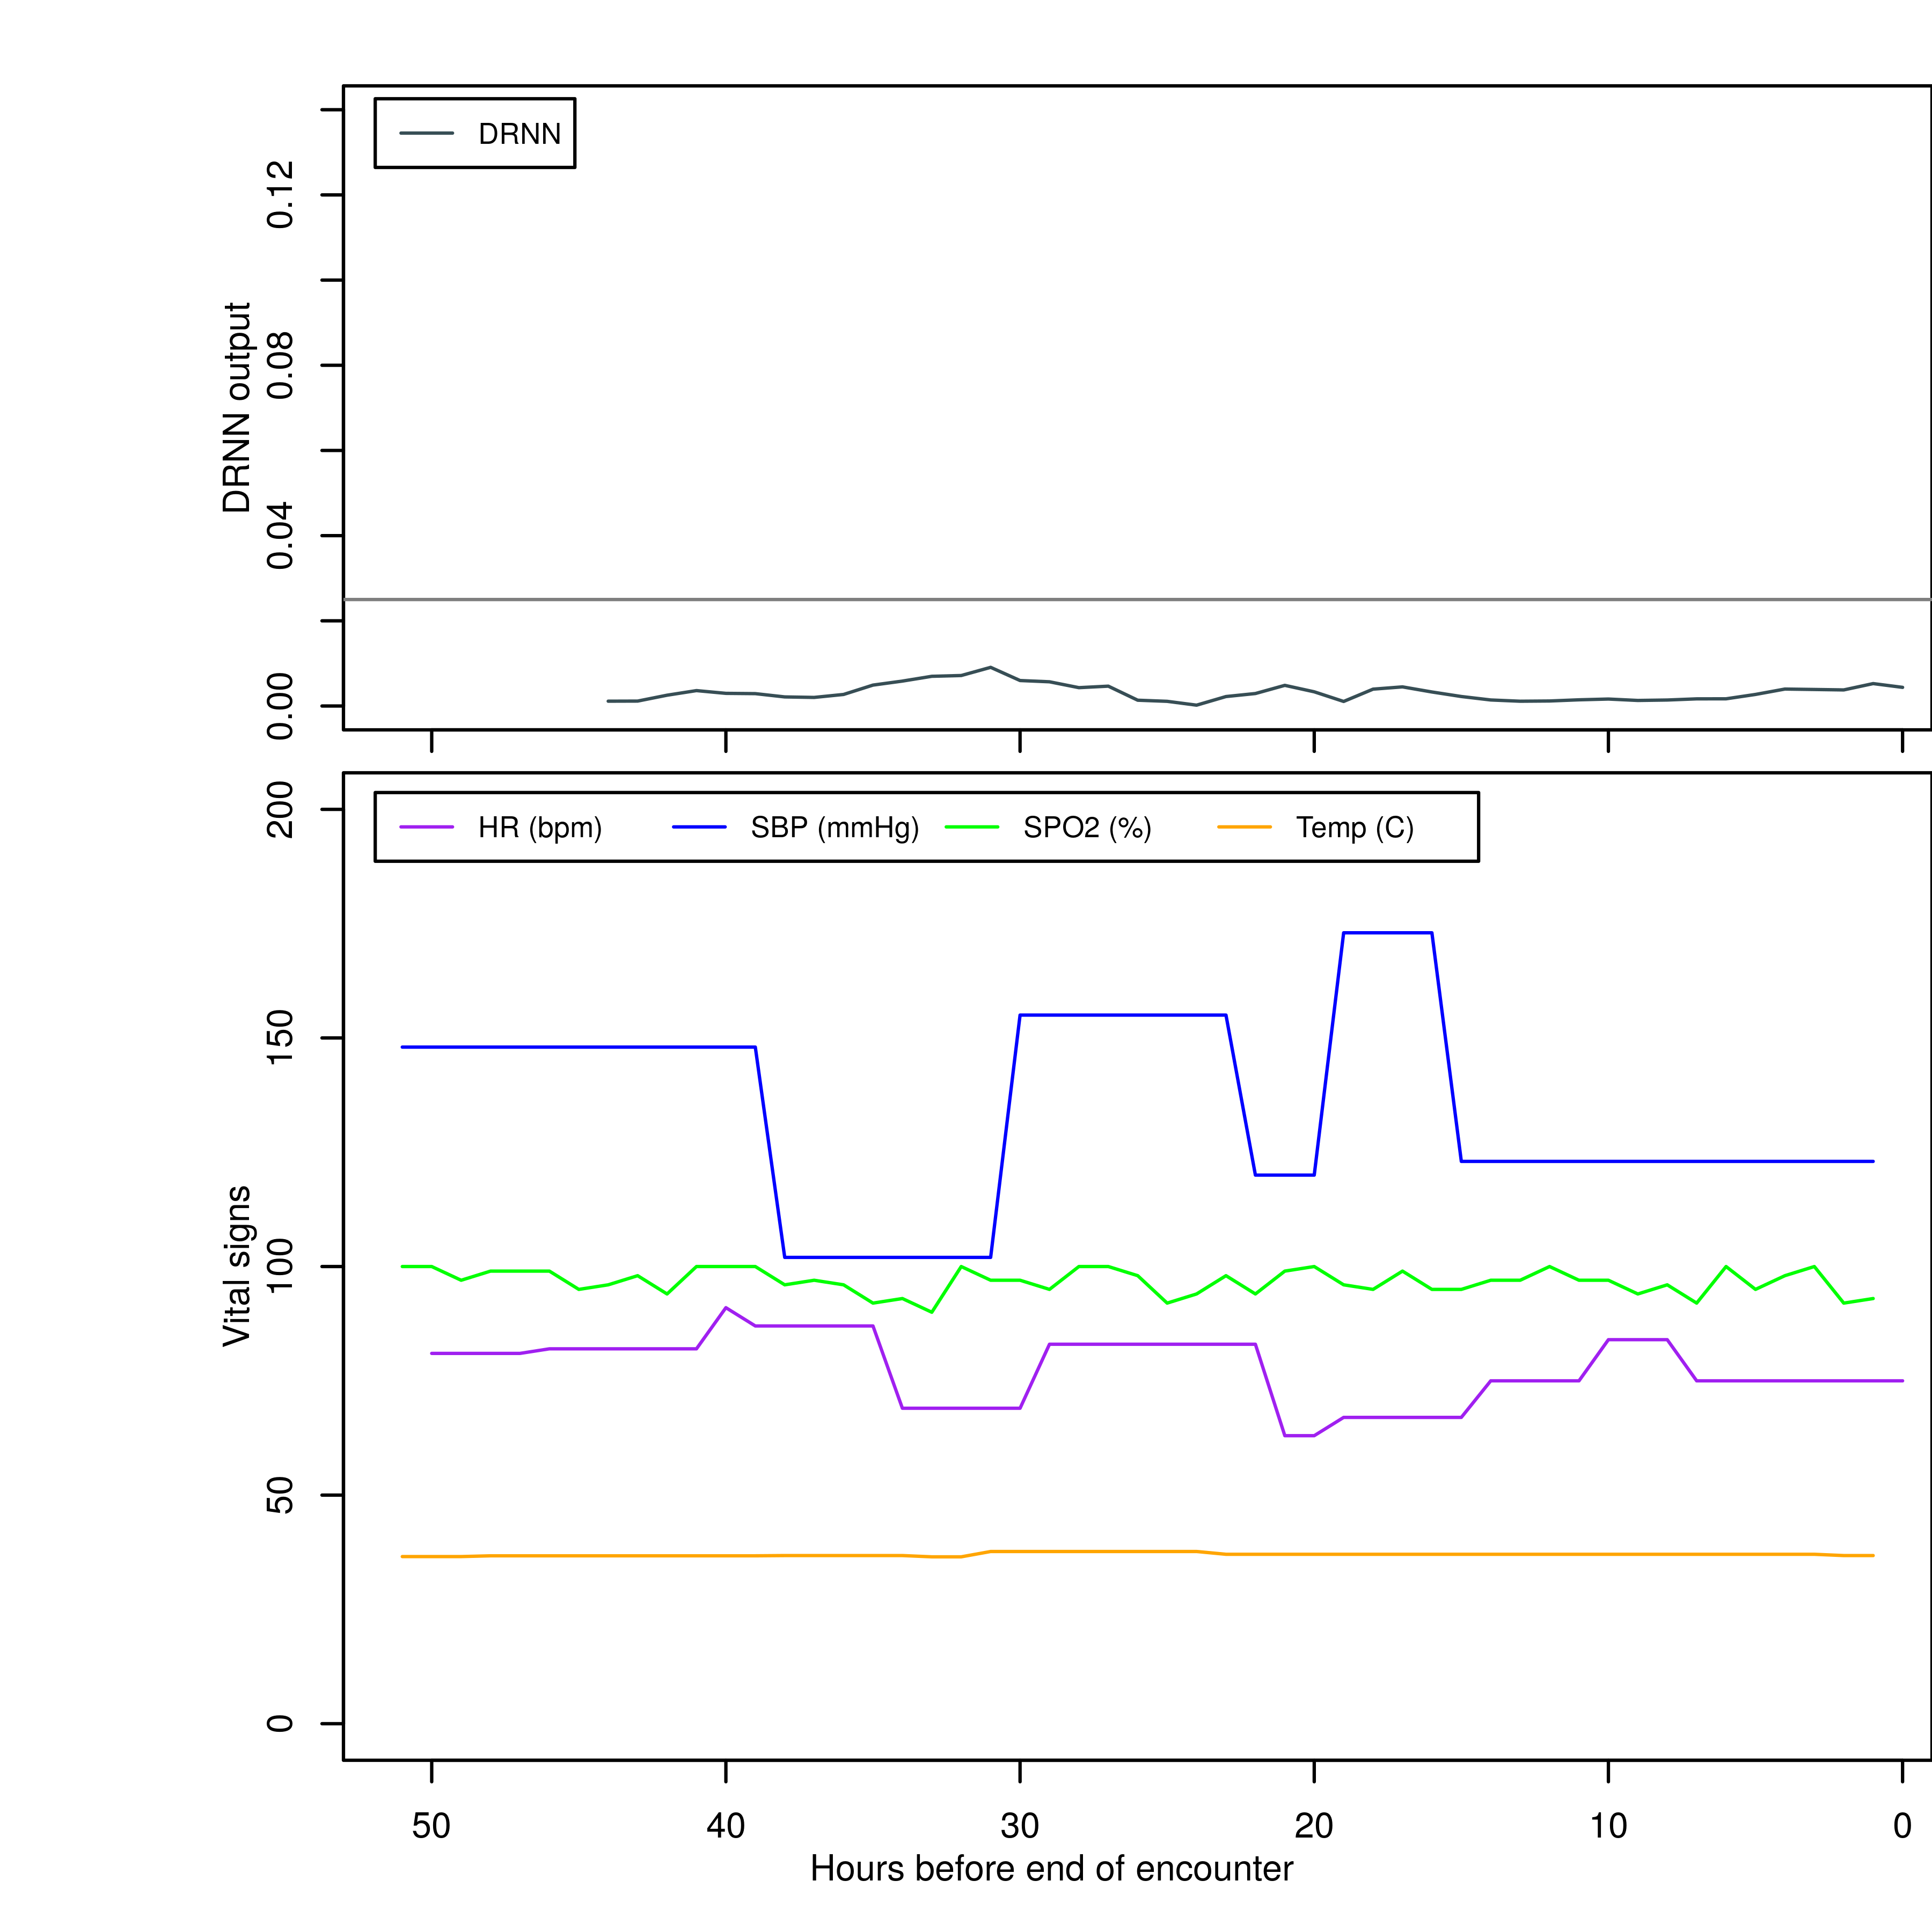 DRNN
DRNN output
0.12
0.08
0.04
0.00
HR (bpm) SBP (mmHg) SPO2 (%) Temp (C)
Vital signs
200
150
100
50
0
50 40 30 20 10 0
Hours before end of encounter